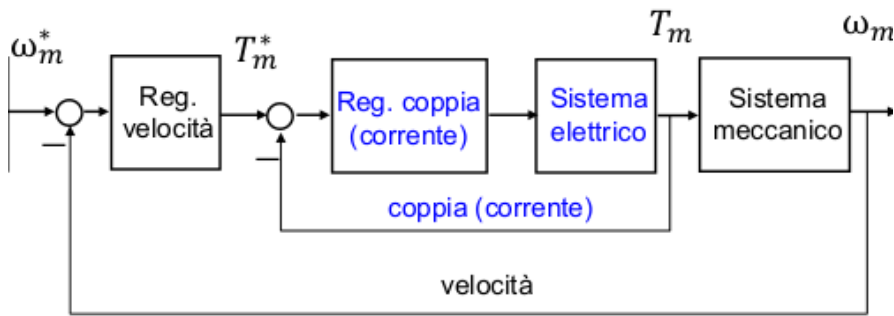 ω*m
T*m
Tm
ωm
Reg.
velocità
Reg. coppia
(corrente)
Sistema
elettrico
Sistema
meccanico
−
−
coppia (corrente)
velocità